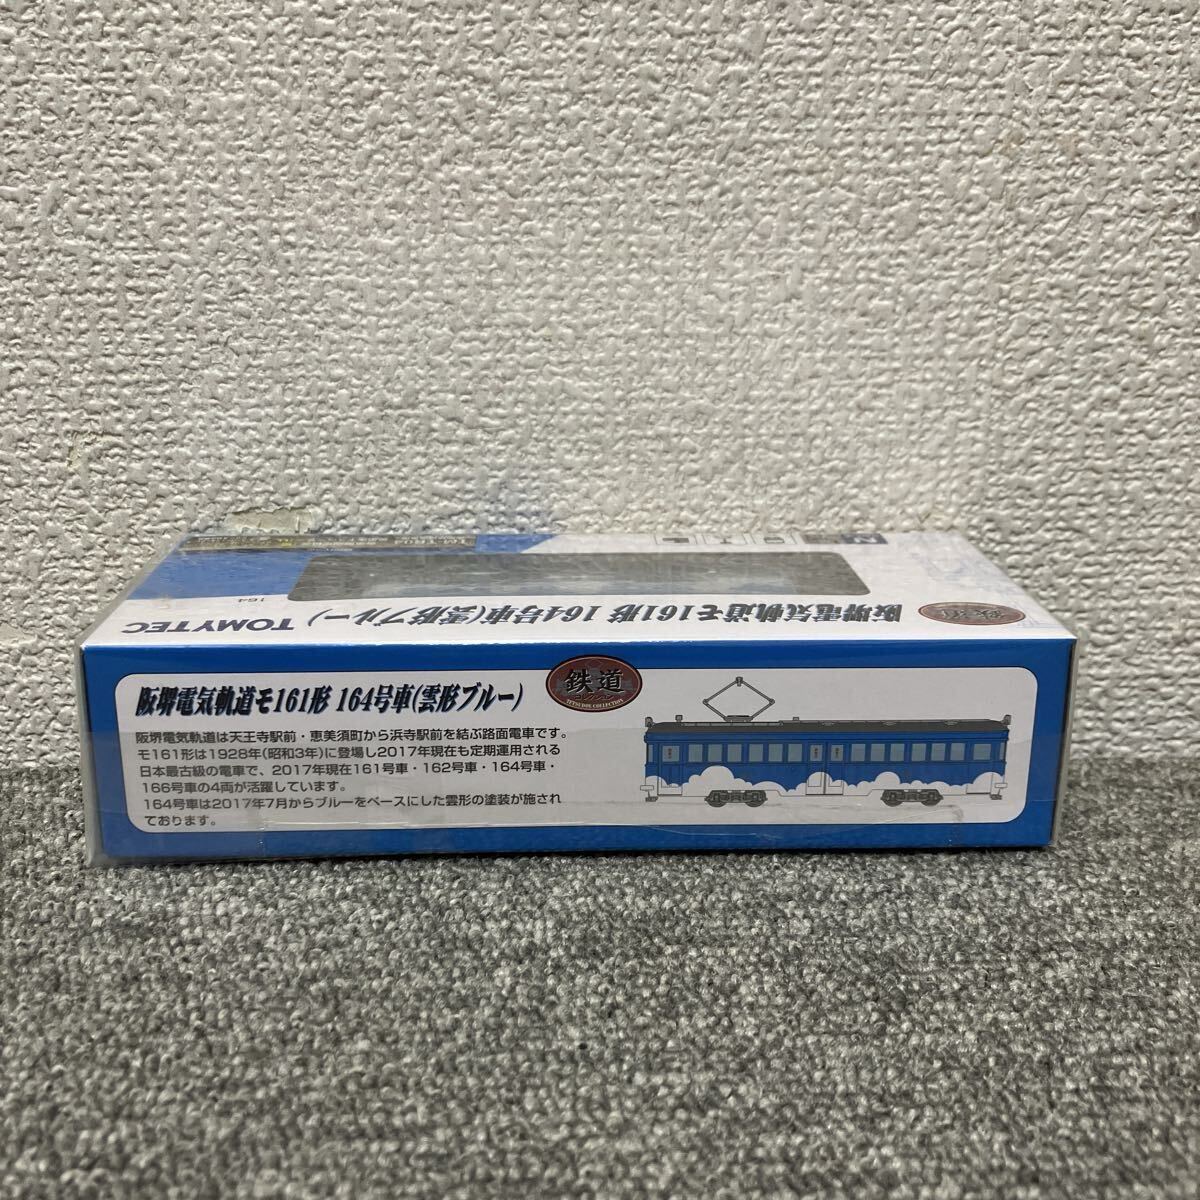 164
TOMYTEC
阪堺電気軌道モ161形 164号車(雲形ブルー)
鉄道
阪堺電気軌道モ161形 164号車(雲形ブルー)
鉄道
コレクション
TETSUDOU COLLECTION
阪堺電気軌道は天王寺駅前・恵美須町から浜寺駅前を結ぶ路面電車です。
モ161形は1928年(昭和3年)に登場し2017年現在も定期運用される
日本最古級の電車で、2017年現在161号車・162号車・164号車・
166号車の4両が活躍しています。
164号車は2017年7月からブルーをベースにした雲形の塗装が施され
ております。